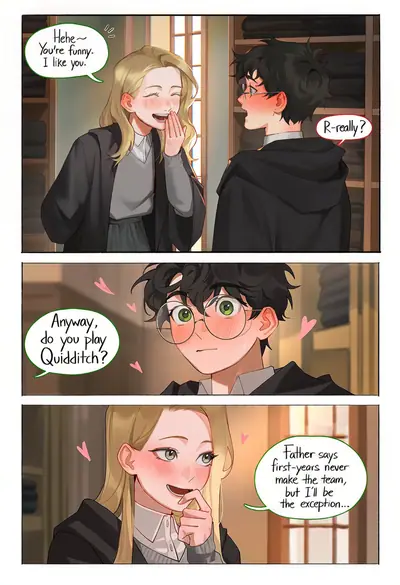 Hehe~
You're funny.
I like you.
R-really?
Anyway,
do you play
Quidditch?
Father says
first-years never
make the team,
but I'll be
the exception...